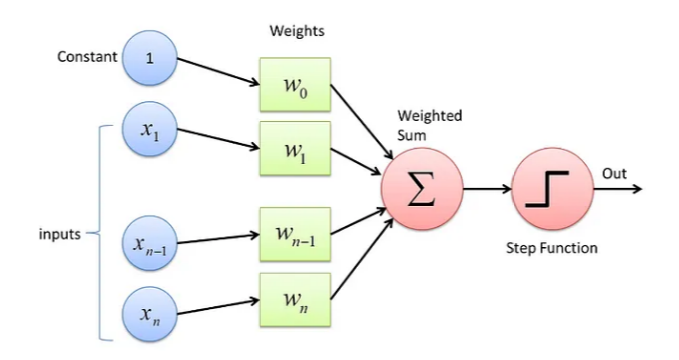 Weights
Constant
1
w0
x1
w1
Weighted
Sum
Σ
Out
inputs
xn−1
wn−1
Step Function
xn
wn